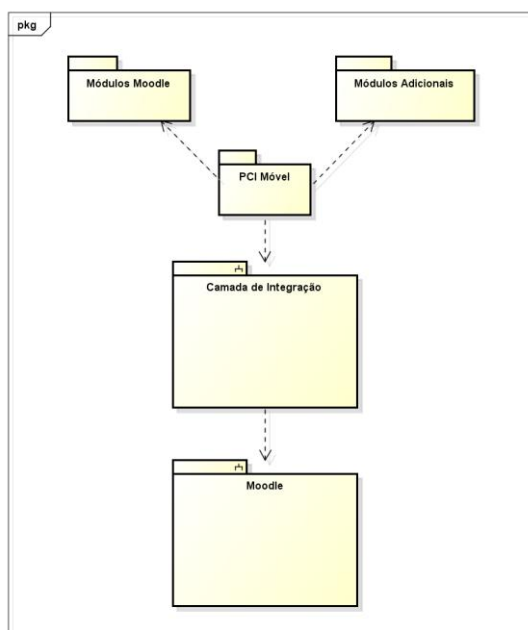 pkg
Módulos Moodle
Módulos Adicionais
PCI Móvel
Camada de Integração
Moodle